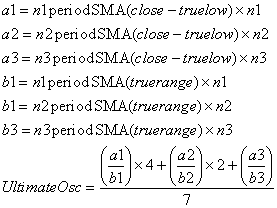 a1 = n1periodSMA(close − truelow) × n1
a2 = n2periodSMA(close − truelow) × n2
a3 = n3periodSMA(close − truelow) × n3
b1 = n1periodSMA(truerange) × n1
b1 = n2periodSMA(truerange) × n2
b3 = n3periodSMA(truerange) × n3
UltimateOsc = ((a1/b1) × 4 + (a2/b2) × 2 + (a3/b3))/7